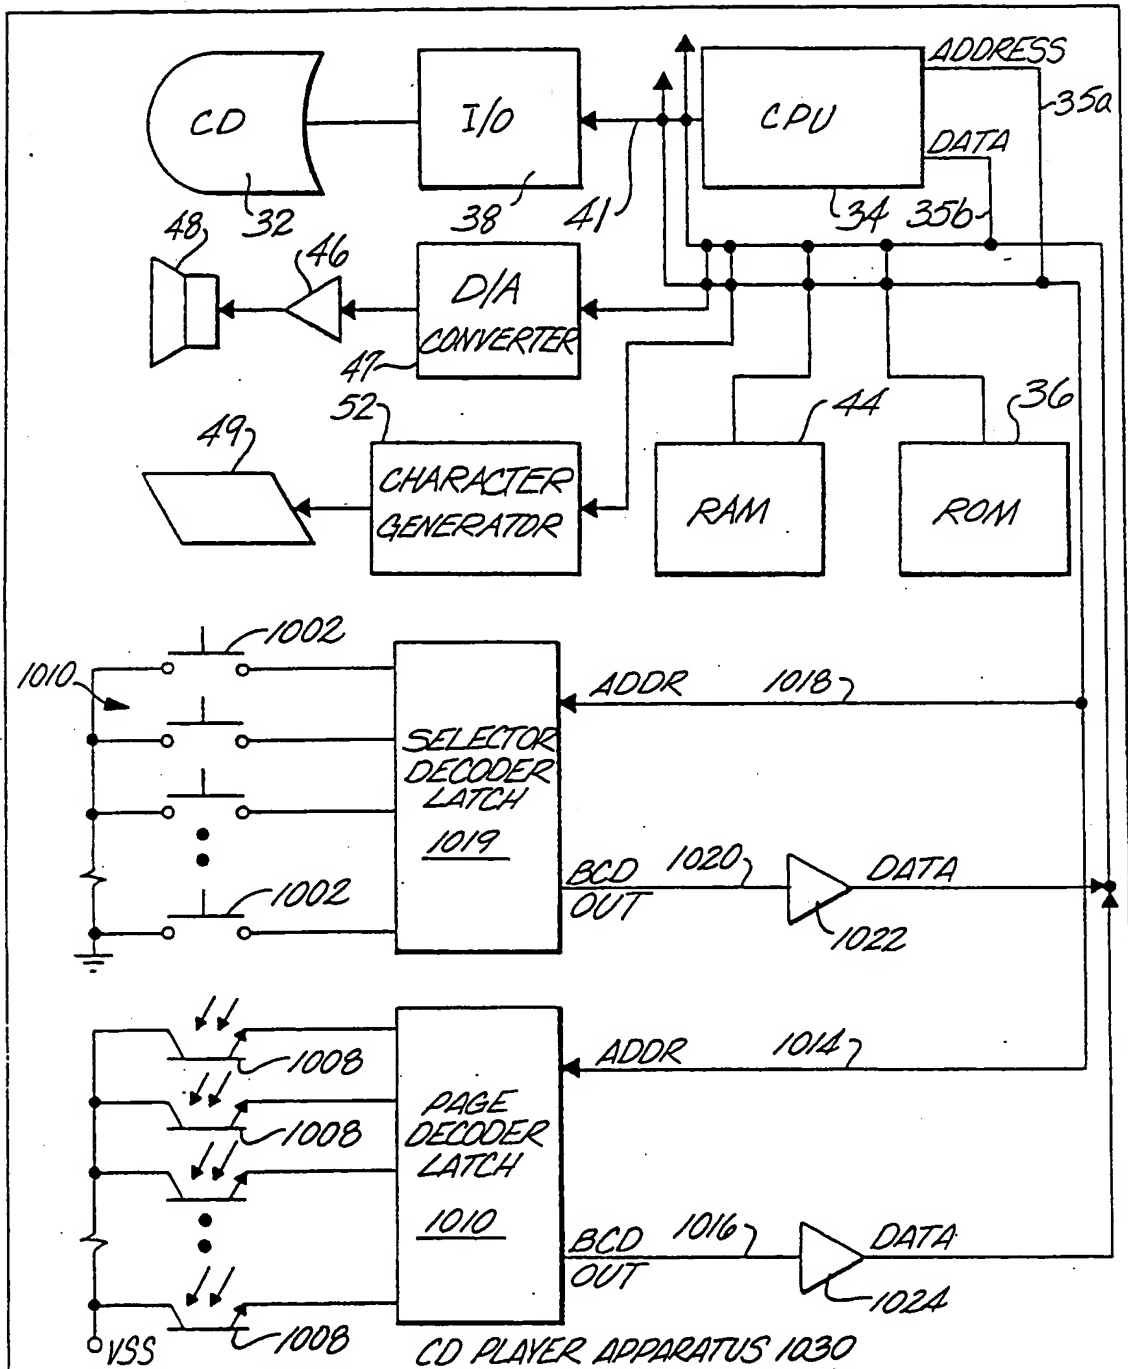 ADDRESS
CD
I/O
CPU
35a
DATA
32
38
41
34
35b
48
46
D/A
CONVERTER
47
52
44
36
49
CHARACTER
GENERATOR
RAM
ROM
1002
1010
ADDR
1018
SELECTOR
DECODER
LATCH
1019
1020
BCD
OUT
DATA
1002
1022
1008
ADDR
1014
PAGE
DECODER
LATCH
1008
1010
1016
BCD
OUT
DATA
1024
1008
VSS
CD PLAYER APPARATUS 1030